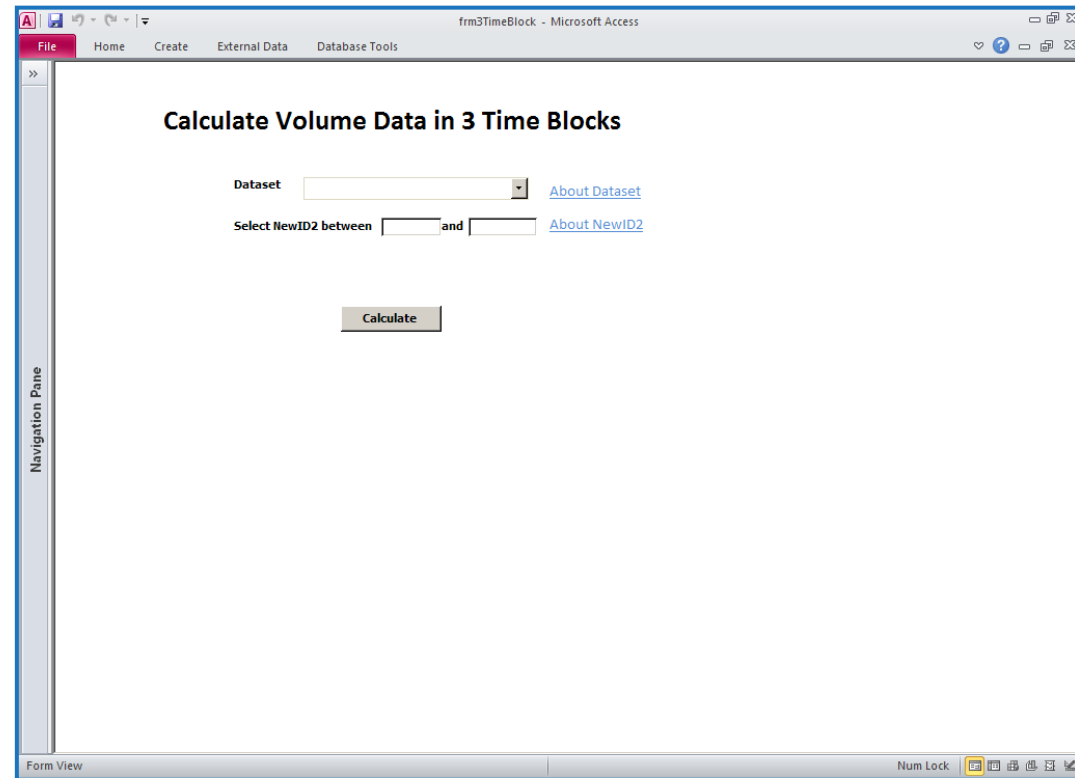 A frm3TimeBlock - Microsoft Access
File Home Create External Data Database Tools ?
»
Calculate Volume Data in 3 Time Blocks
Dataset About Dataset
Select NewID2 between and About NewID2
Calculate
Navigation Pane
Form View Num Lock